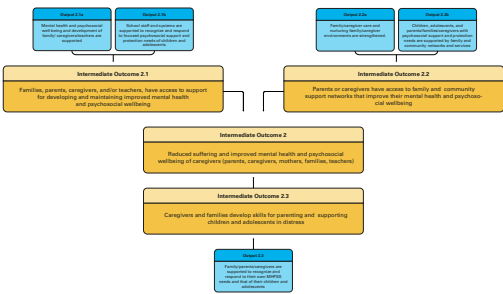 Output 2.1a
Mental health and psychosocial
well-being and development of
family/ caregivers/teachers are
supported
Output 2.1b
School staff and systems are
supported to recognise and respond
to focused psychosocial support and
protection needs of children and
adolescents
Output 2.2a
Family/caregiver care and
nurturing family/caregiver
environments are strengthened.
Children, adolescents, and
parents/families/caregivers with
psychosocial support and protection
needs are supported by family and
community networks and services
Intermediate Outcome 2.1
Families, parents, caregivers, and/or teachers, have access to support
for developing and maintaining improved mental health
and psychosocial wellbeing
Intermediate Outcome 2.2
Parents or caregivers have access to family and community
support networks that improve their mental health and psychoso-
cial wellbeing
Intermediate Outcome 2
Reduced suffering and improved mental health and psychosocial
wellbeing of caregivers (parents, caregivers, mothers, families, teachers)
Intermediate Outcome 2.3
Caregivers and families develop skills for parenting and supporting
children and adolescents in distress
Output 2.3
Family/parents/caregivers are
supported to recognise and
respond to their own MHPSS
needs and that of their children and
adolescents